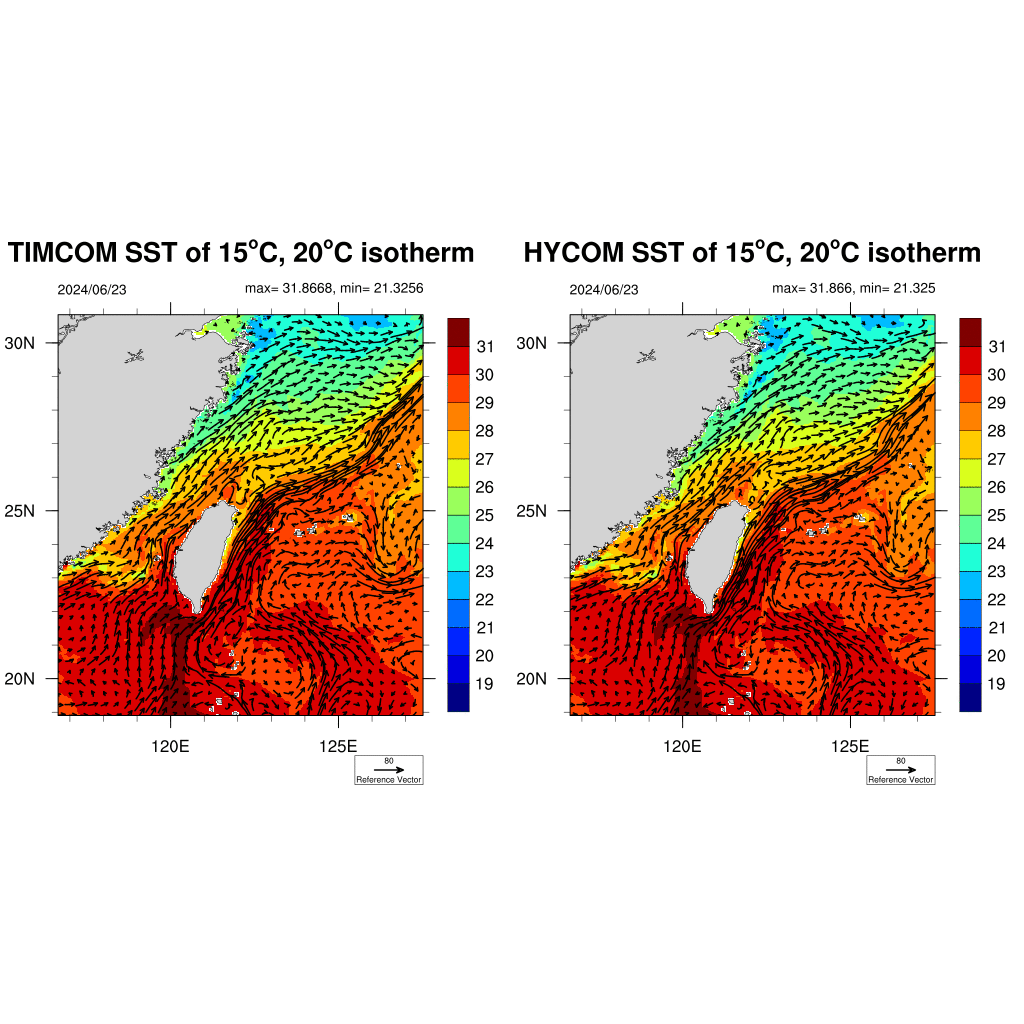 TIMCOM SST of 15°C, 20°C isotherm
2024/06/23
max= 31.8668, min= 21.3256
30N
25N
20N
120E
125E
31
30
29
28
27
26
25
24
23
22
21
20
19
80
Reference Vector
HYCOM SST of 15°C, 20°C isotherm
2024/06/23
max= 31.866, min= 21.325
30N
25N
20N
120E
125E
31
30
29
28
27
26
25
24
23
22
21
20
19
80
Reference Vector